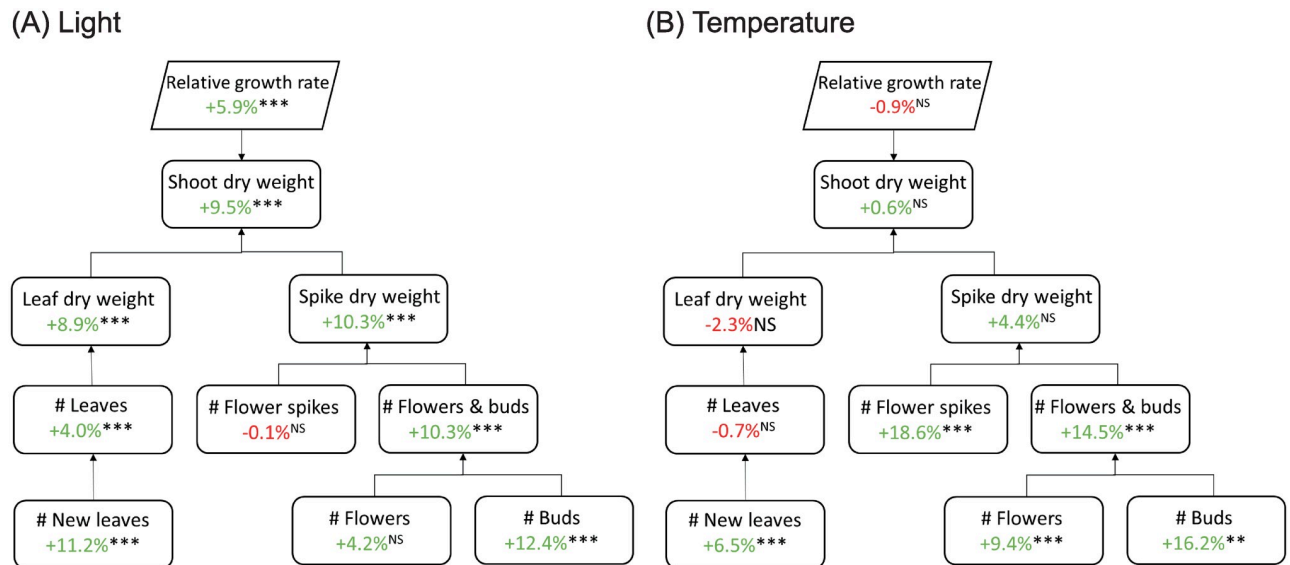 (A) Light
Relative growth rate
+5.9%***
Shoot dry weight
+9.5%***
Leaf dry weight
+8.9%***
Spike dry weight
+10.3%***
# Leaves
+4.0%***
# Flower spikes
-0.1%NS
# Flowers & buds
+10.3%***
# New leaves
+11.2%***
# Flowers
+4.2%NS
# Buds
+12.4%***
(B) Temperature
Relative growth rate
-0.9%NS
Shoot dry weight
+0.6%NS
Leaf dry weight
-2.3%NS
Spike dry weight
+4.4%NS
# Leaves
-0.7%NS
# Flower spikes
+18.6%***
# Flowers & buds
+14.5%***
# New leaves
+6.5%***
# Flowers
+9.4%***
# Buds
+16.2%**